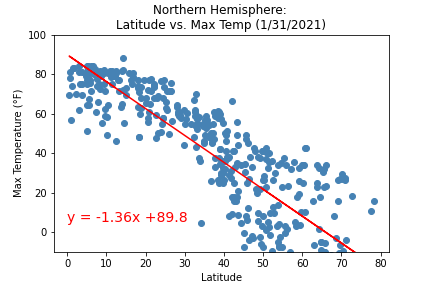 Northern Hemisphere:
Latitude vs. Max Temp (1/31/2021)
100
80
60
40
20
0
Max Temperature (°F)
y = -1.36x +89.8
0 10 20 30 40 50 60 70 80
Latitude